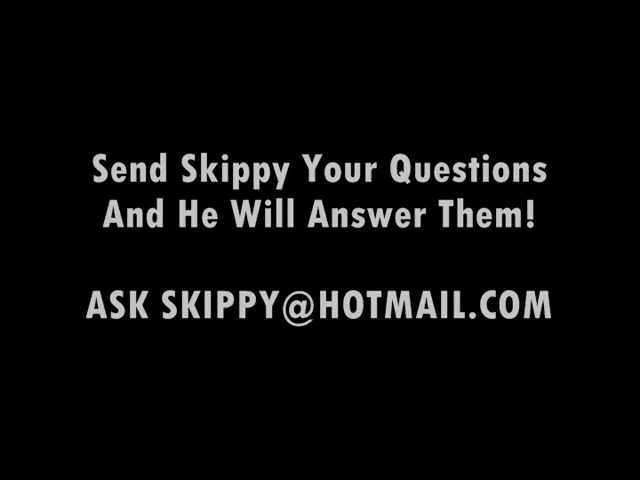 Send Skippy Your Questions
And He Will Answer Them!
ASK SKIPPY@HOTMAIL.COM